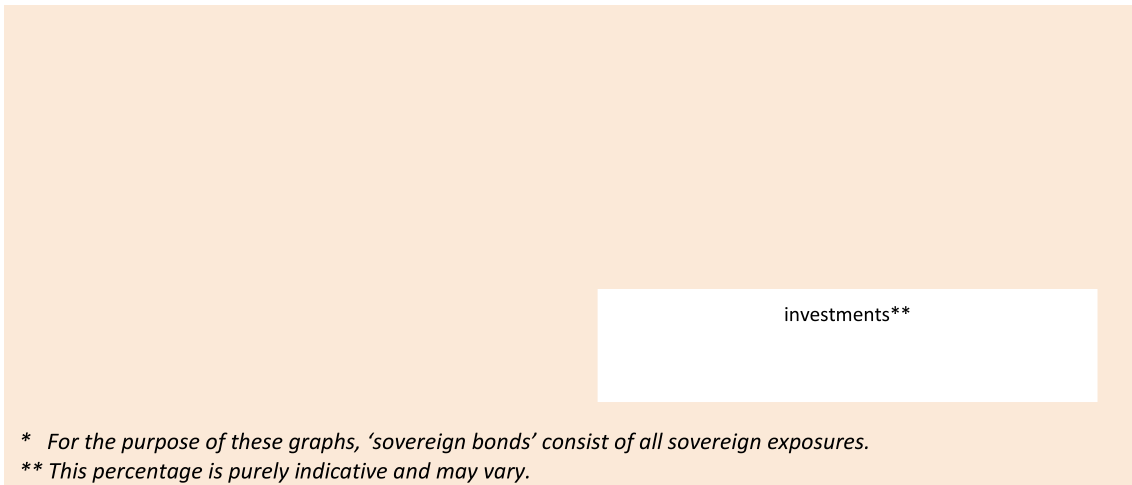 investments**
* For the purpose of these graphs, ‘sovereign bonds’ consist of all sovereign exposures.
** This percentage is purely indicative and may vary.